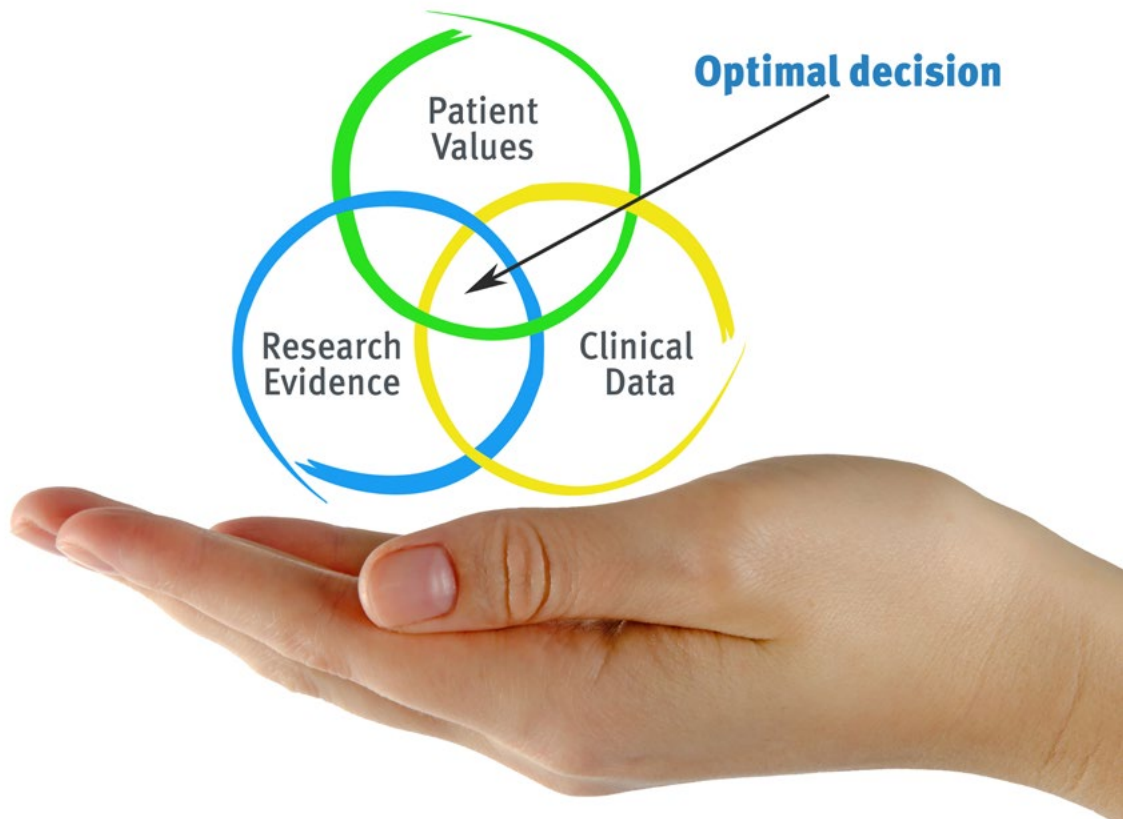 Optimal decision
Patient
Values
Research
Evidence
Clinical
Data